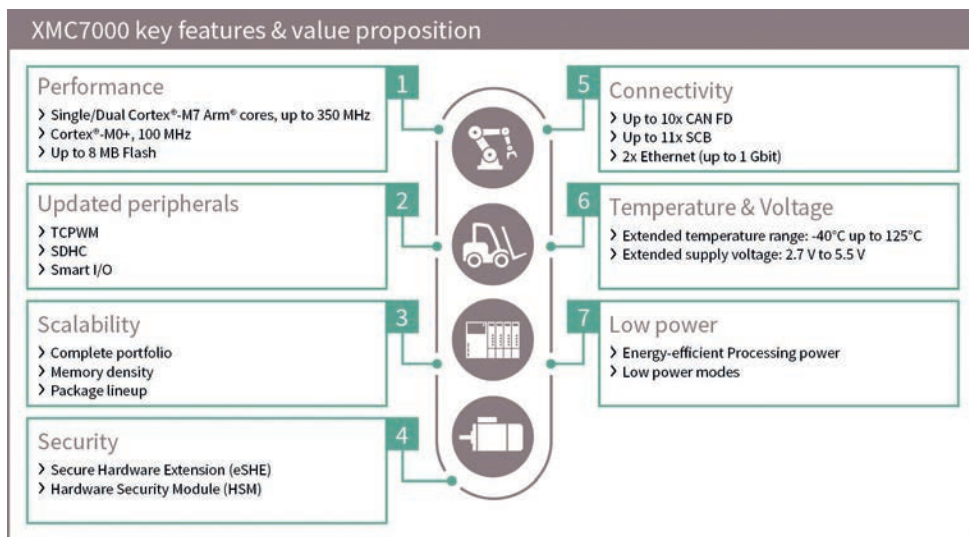 XMC7000 key features & value proposition
Performance
1
› Single/Dual Cortex®-M7 Arm® cores, up to 350 MHz
› Cortex®-M0+, 100 MHz
› Up to 8 MB Flash
Updated peripherals
2
› TCPWM
› SDHC
› Smart I/O
Scalability
3
› Complete portfolio
› Memory density
› Package lineup
Security
4
› Secure Hardware Extension (eSHE)
› Hardware Security Module (HSM)
5
Connectivity
› Up to 10x CAN FD
› Up to 11x SCB
› 2x Ethernet (up to 1 Gbit)
6
Temperature & Voltage
› Extended temperature range: -40°C up to 125°C
› Extended supply voltage: 2.7 V to 5.5 V
7
Low power
› Energy-efficient Processing power
› Low power modes